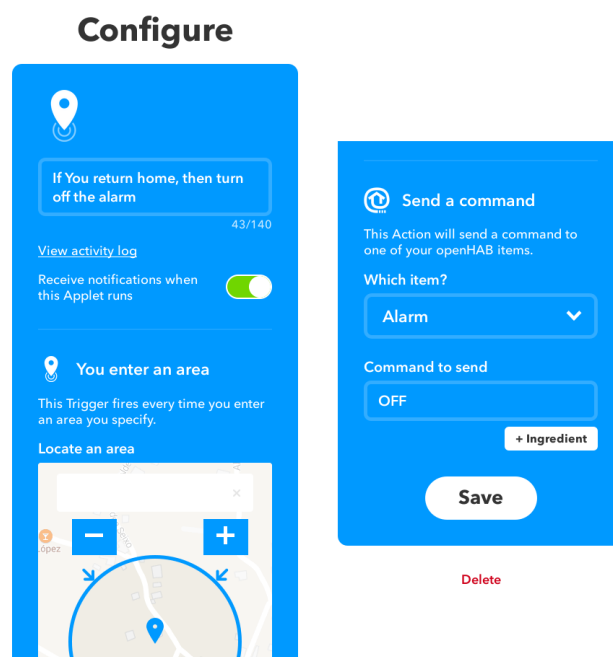 Configure
If You return home, then turn
off the alarm
43/140
View activity log
Receive notifications when
this Applet runs
You enter an area
This Trigger fires every time you enter
an area you specify.
Locate an area
López
Send a command
This Action will send a command to
one of your openHAB items.
Which item?
Alarm
Command to send
OFF
+ Ingredient
Save
Delete